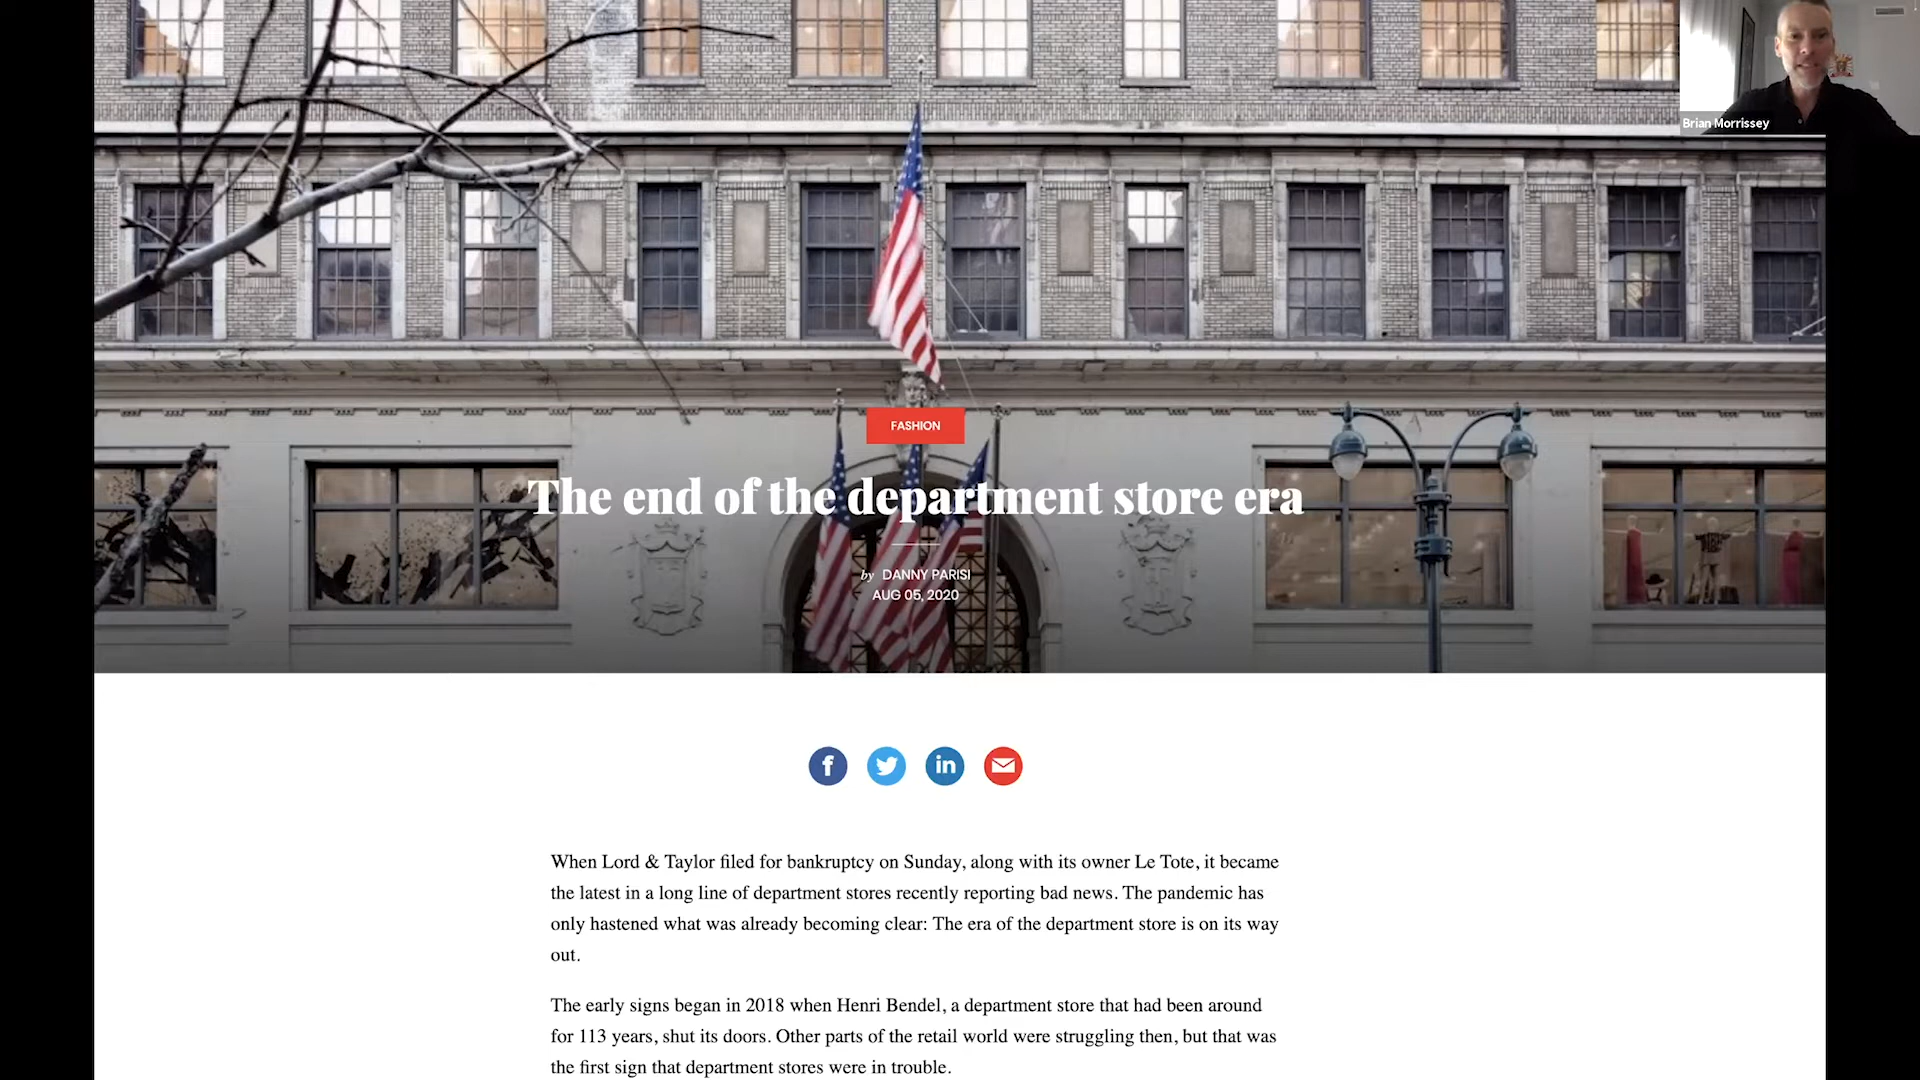 Brian Morrissey
FASHION
The end of the department store era
by DANNY PARISI
AUG 05, 2020
f
in
When Lord & Taylor filed for bankruptcy on Sunday, along with its owner Le Tote, it became
the latest in a long line of department stores recently reporting bad news. The pandemic has
only hastened what was already becoming clear: The era of the department store is on its way
out.
The early signs began in 2018 when Henri Bendel, a department store that had been around
for 113 years, shut its doors. Other parts of the retail world were struggling then, but that was
the first sign that department stores were in trouble.